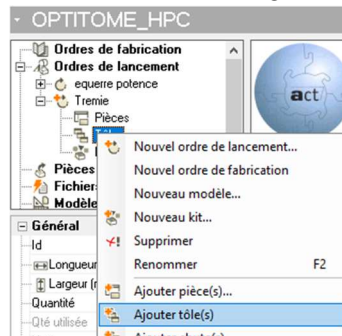 OPTITOME_HPC
Ordres de fabrication
Ordres de lancement
equerre potence
Tremie
Pièces
act
Nouvel ordre de lancement...
Nouvel ordre de fabrication
Nouveau modèle...
Nouveau kit...
Supprimer
Renommer F2
Ajouter pièce(s)...
Ajouter tôle(s)
Pièces
Fichier
Modèle
Général
Id
Longueur
Largeur (
Quantité
Qté utilisée